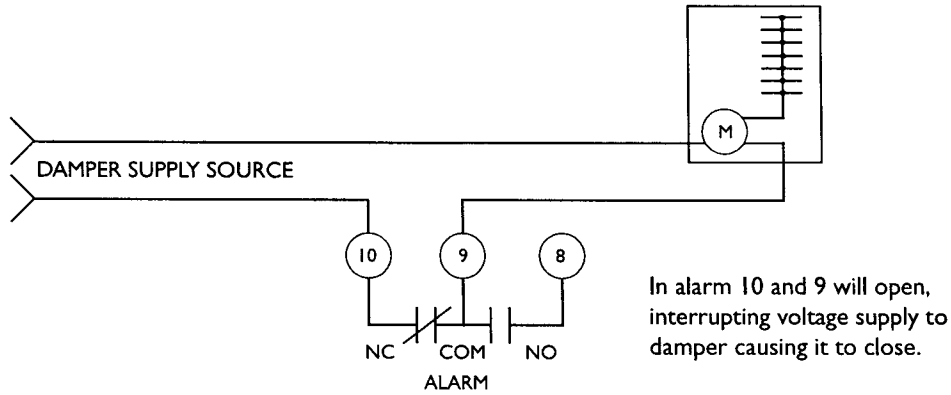 M
DAMPER SUPPLY SOURCE
10 9 8
In alarm 10 and 9 will open,
interrupting voltage supply to
damper causing it to close.
NC COM NO
ALARM